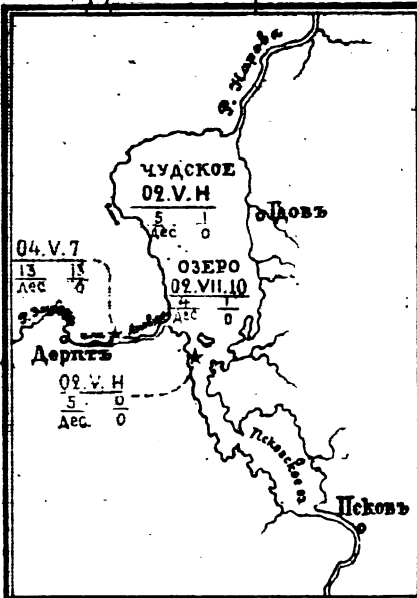 Р. Нарова
ЧУДСКОЕ
02.V.Н
5 1
дес 0
Гдовъ
04.V.7
13 13
дес 0
ОЗЕРО
02.VII.10
4 1
дес 0
Р.
или
Дерптъ
02.V.Н
5 0
дес. 0
Псковское оз
Псковъ